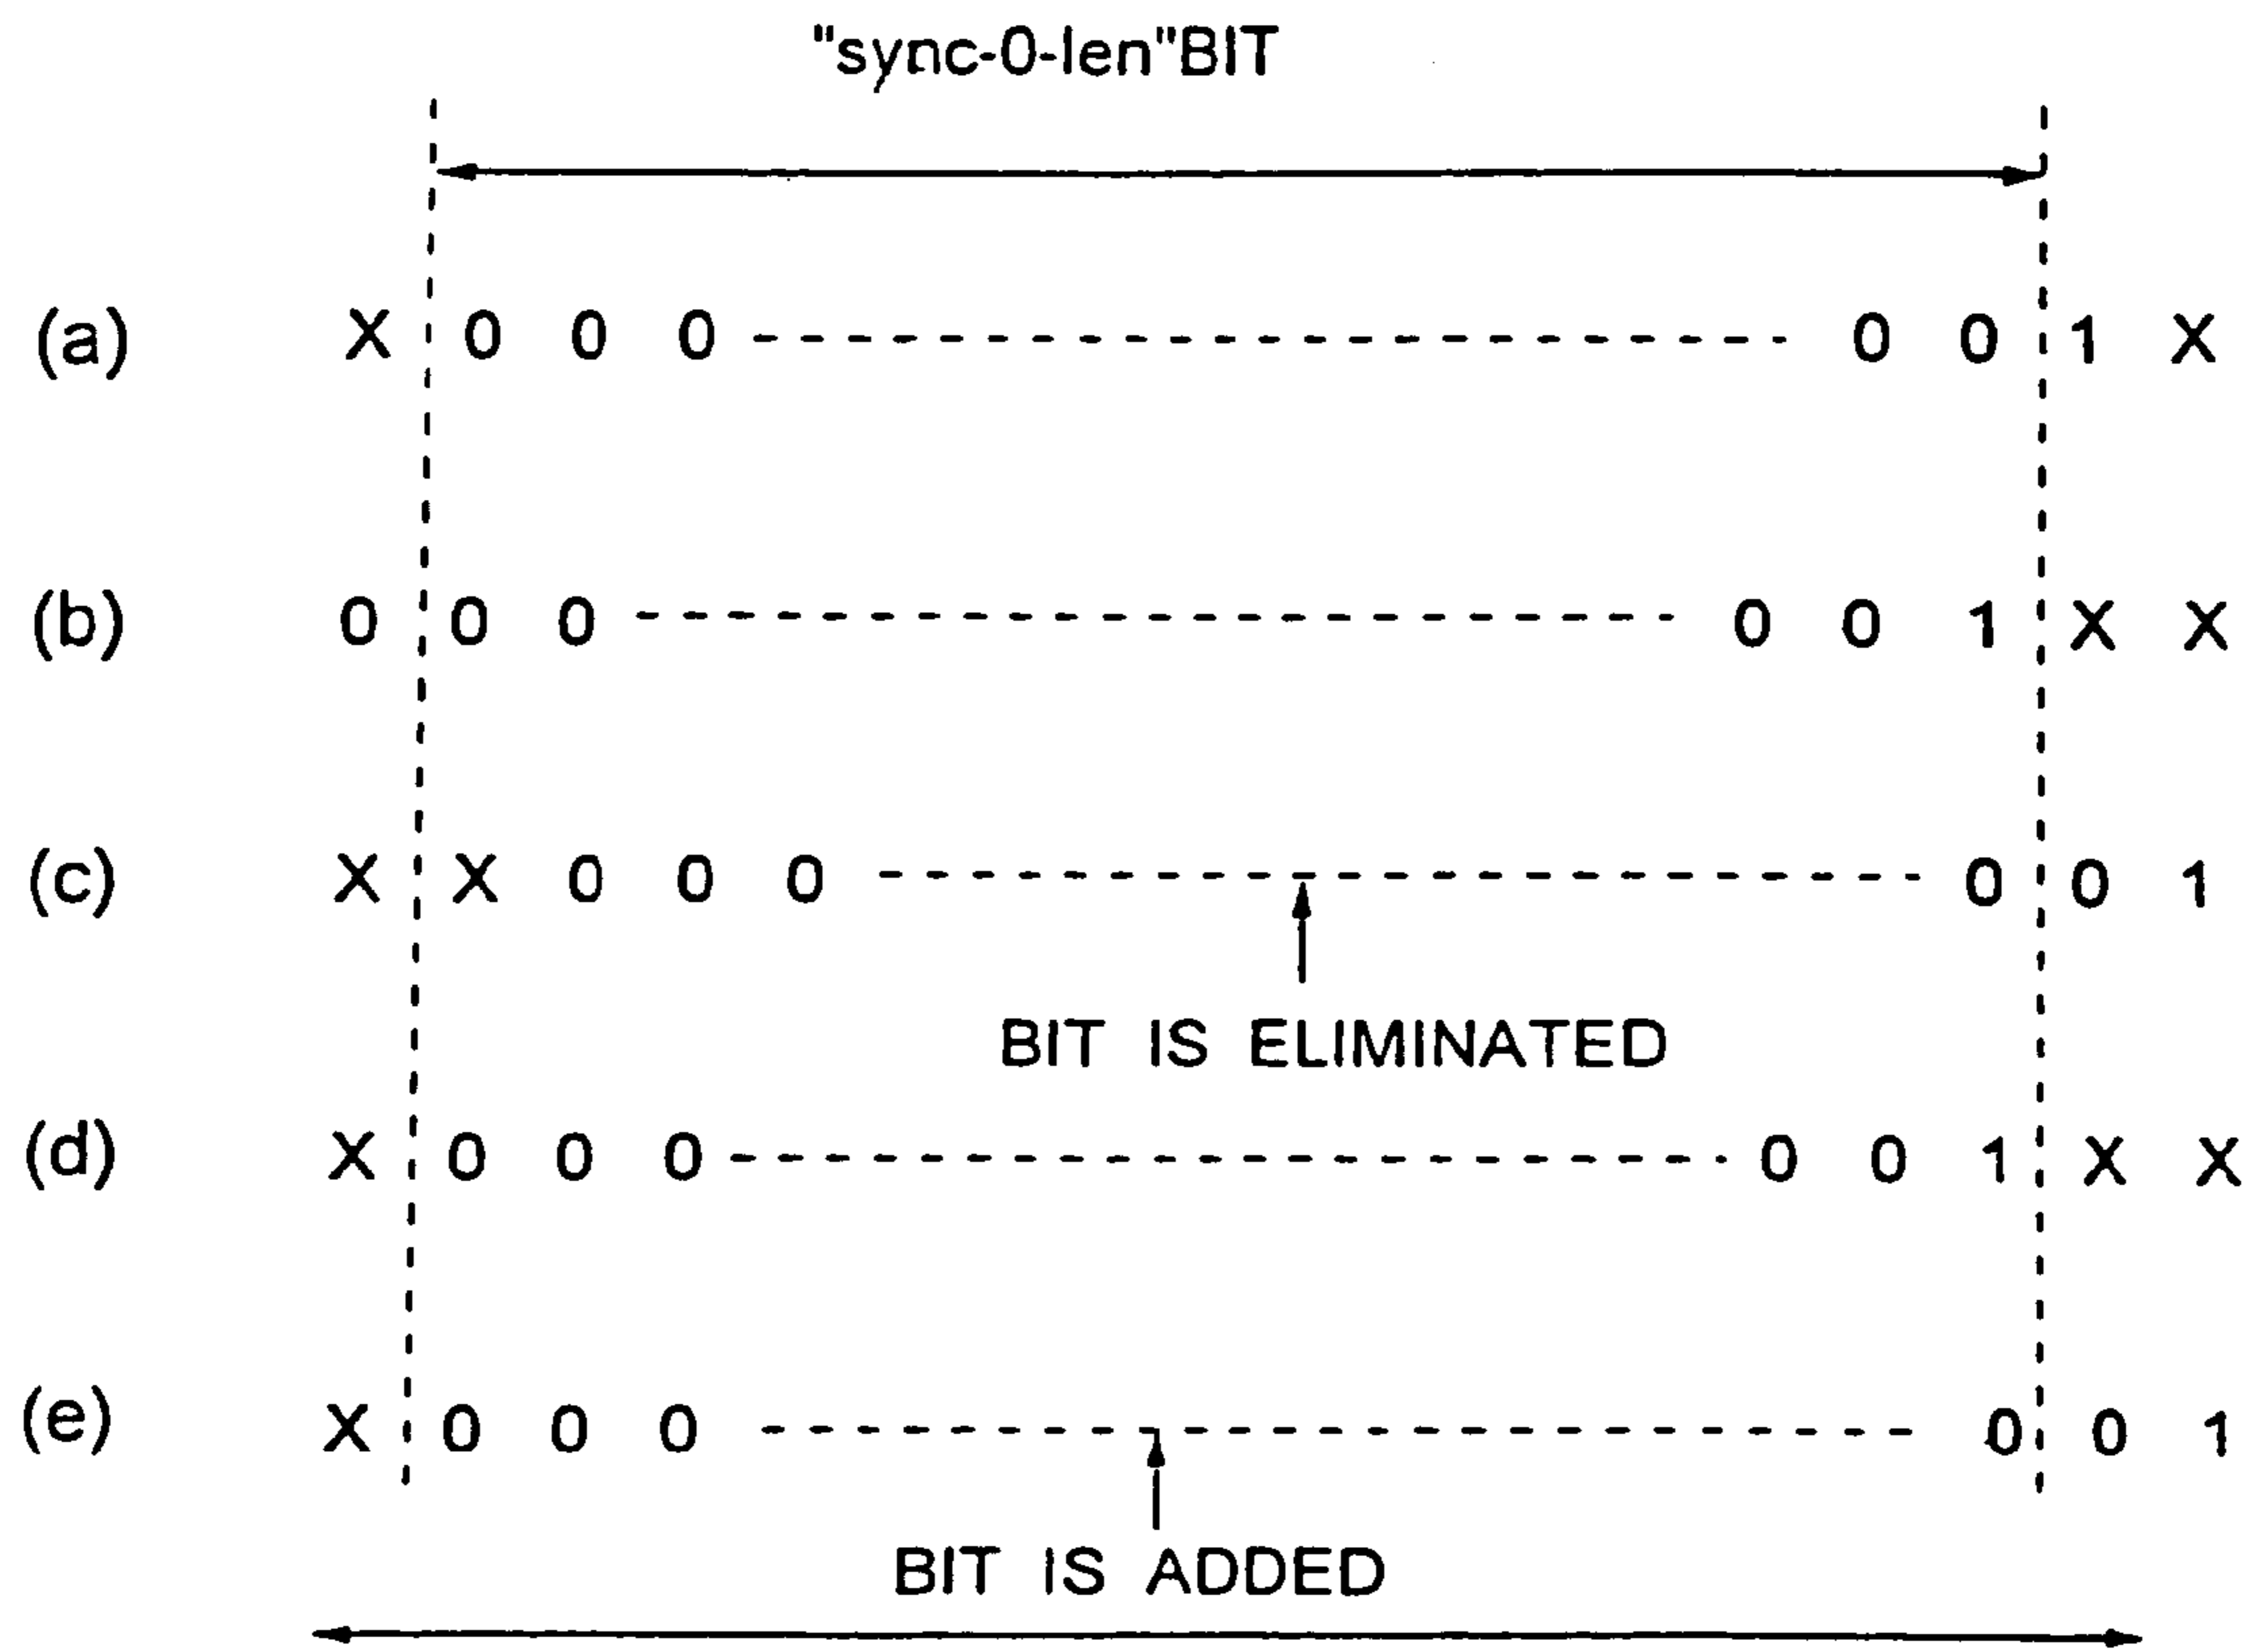 "sync-0-len"BIT
(a) X 0 0 0 ---------------------- 0 0 1 X
(b) 0 0 0 ----------------------- 0 0 1 X X
(c) X X 0 0 0 ----------------------- 0 0 1
BIT IS ELIMINATED
(d) X 0 0 0 ---------------------- 0 0 1 X X
(e) X 0 0 0 ------------------------- 0 0 1
BIT IS ADDED